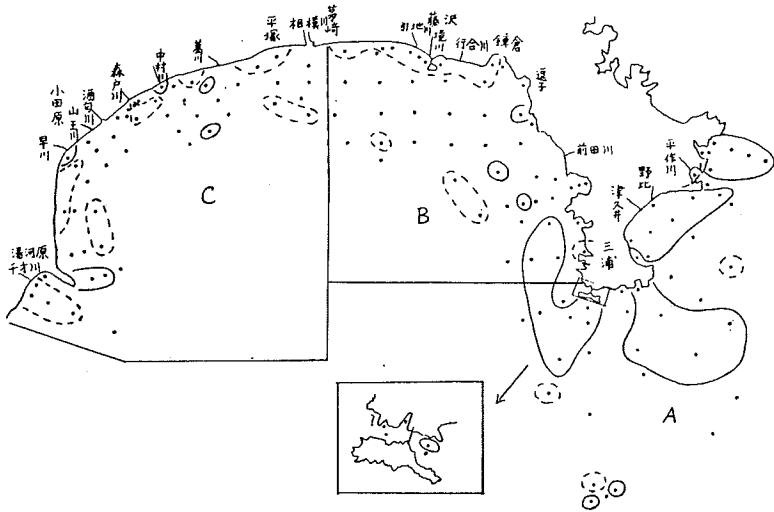 湯河原
千才川
早川
小田原
山王川
酒匂川
森戸川
中村川
葛川
平塚
相模川
茅崎
引地川
藤沢
境川
行合川
鎌倉
逗子
前田川
三浦
津久井
野比
平作川
A
B
C